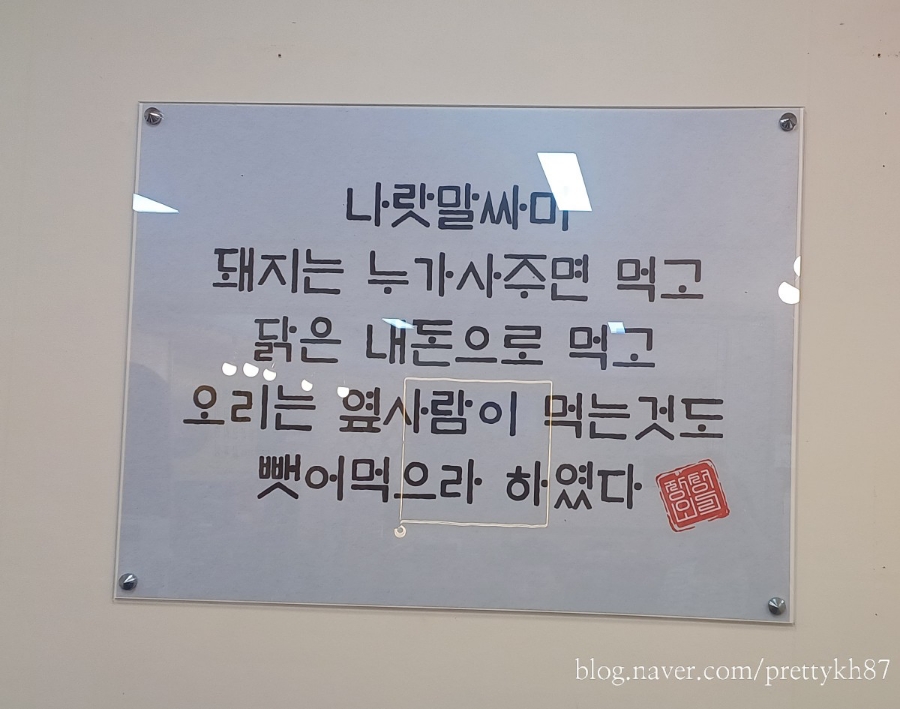 나랏말싸미
돼지는 누가사주면 먹고
닭은 내돈으로 먹고
오리는 옆사람이 먹는것도
뺏어먹으라 하였다
blog.naver.com/prettykh87